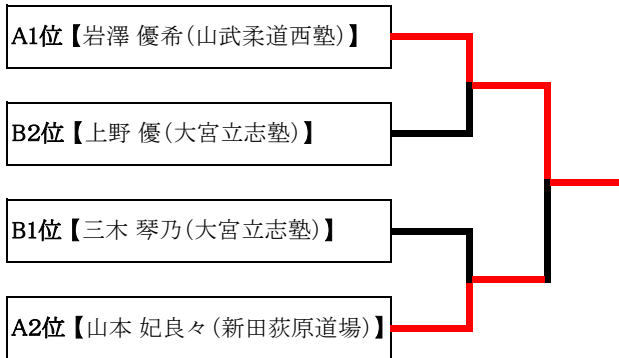 A1位【岩澤 優希(山武柔道西塾)】
B2位【上野 優(大宮立志塾)】
B1位【三木 琴乃(大宮立志塾)】
A2位【山本 妃良々(新田荻原道場)】